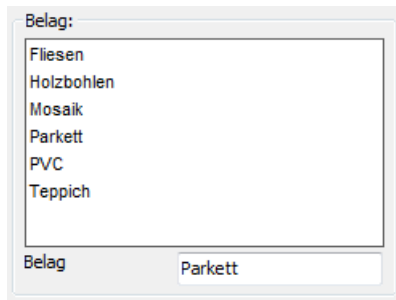 Belag:
Fliesen
Holzbohlen
Mosaik
Parkett
PVC
Teppich
Belag Parkett